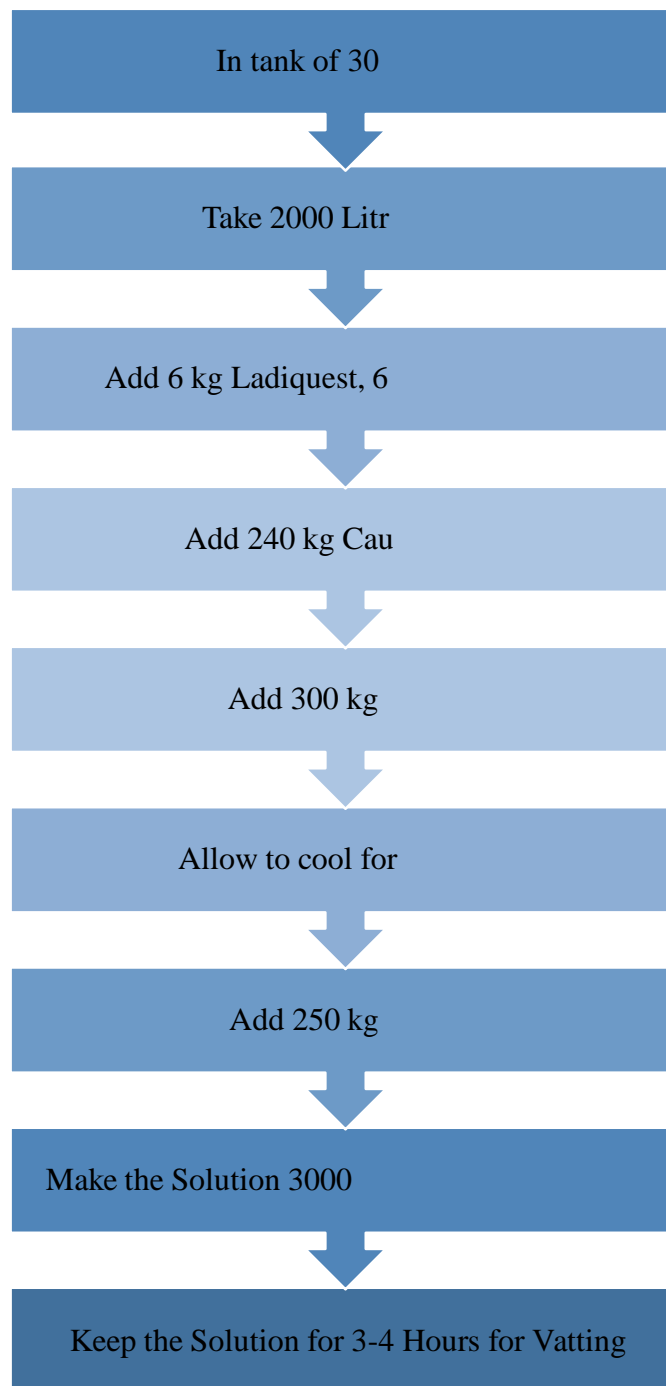 In tank of 30
Take 2000 Litr
Add 6 kg Ladiquest, 6
Add 240 kg Cau
Add 300 kg
Allow to cool for
Add 250 kg
Make the Solution 3000
Keep the Solution for 3-4 Hours for Vatting